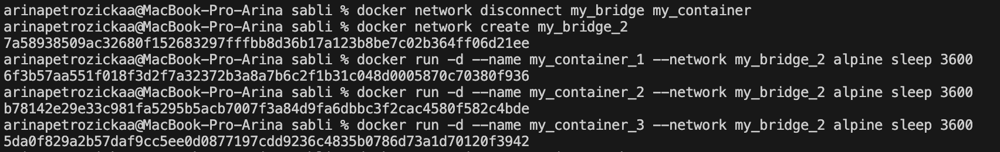 arinapetrozickaa@MacBook-Pro-Arina sabli % docker network disconnect my_bridge my_container
arinapetrozickaa@MacBook-Pro-Arina sabli % docker network create my_bridge_2
7a58938509ac32680f152683297fffbb8d36b17a123b8be7c02b364ff06d21ee
arinapetrozickaa@MacBook-Pro-Arina sabli % docker run -d --name my_container_1 --network my_bridge_2 alpine sleep 3600
6f3b57aa551f018f3d2f7a32372b3a8a7b6c2f1b31c048d0005870c70380f936
arinapetrozickaa@MacBook-Pro-Arina sabli % docker run -d --name my_container_2 --network my_bridge_2 alpine sleep 3600
b78142e29e33c981fa5295b5acb7007f3a84d9fa6dbbc3f2cac4580f582c4bde
arinapetrozickaa@MacBook-Pro-Arina sabli % docker run -d --name my_container_3 --network my_bridge_2 alpine sleep 3600
5da0f829a2b57daf9cc5ee0d0877197cdd9236c4835b0786d73a1d70120f3942